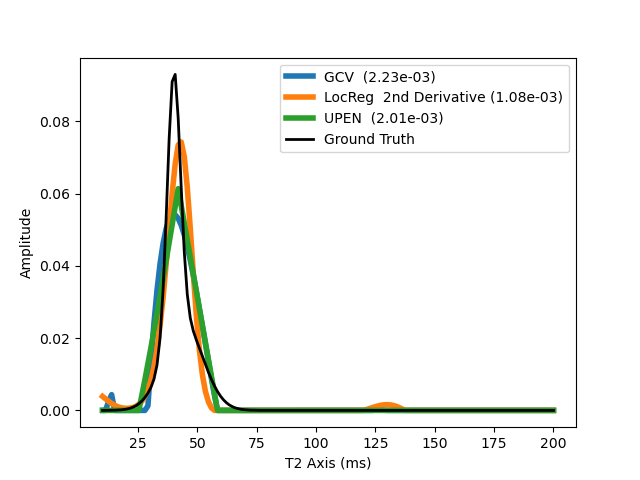 GCV  (2.23e-03)
LocReg  2nd Derivative (1.08e-03)
UPEN  (2.01e-03)
Ground Truth
Amplitude
0.08
0.06
0.04
0.02
0.00
25 50 75 100 125 150 175 200
T2 Axis (ms)